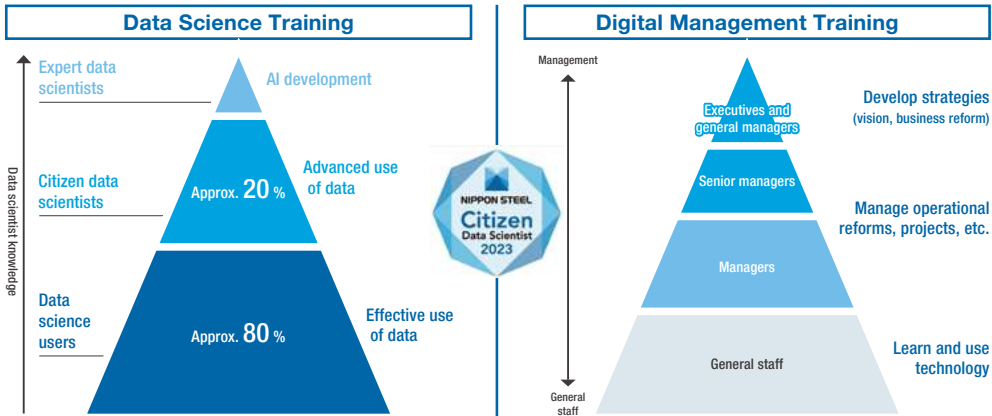 Data Science Training
Expert data
scientists
AI development
Data scientist knowledge
Citizen data
scientists
Approx. 20 %
Advanced use
of data
Data
science
users
Approx. 80 %
Effective use
of data
NIPPON STEEL
Citizen
Data Scientist
2023
Digital Management Training
Management
Executives and
general managers
Develop strategies
(vision, business reform)
Senior managers
Manage operational
reforms, projects, etc.
Managers
General staff
Learn and use
technology
General
staff